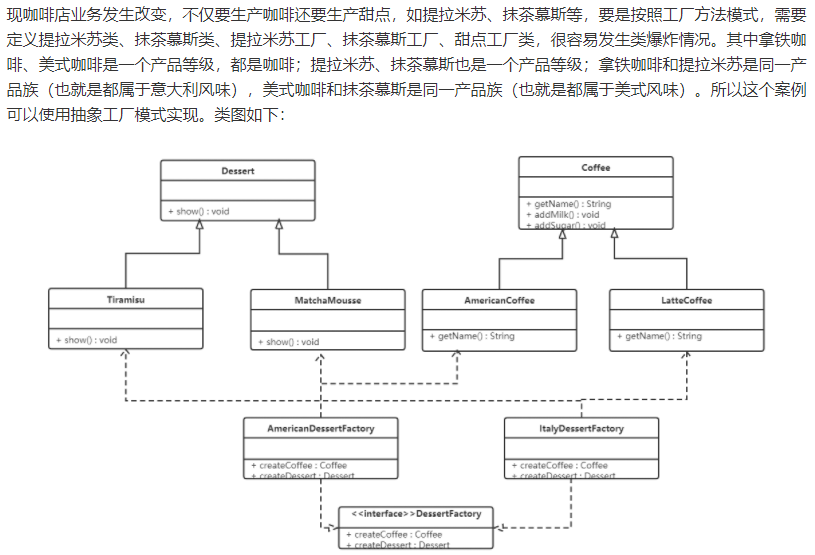 现咖啡店业务发生改变，不仅要生产咖啡还要生产甜点，如提拉米苏、抹茶慕斯等，要是按照工厂方法模式，需要
定义提拉米苏类、抹茶慕斯类、提拉米苏工厂、抹茶慕斯工厂、甜点工厂类，很容易发生类爆炸情况。其中拿铁咖
啡、美式咖啡是一个产品等级，都是咖啡；提拉米苏、抹茶慕斯也是一个产品等级；拿铁咖啡和提拉米苏是同一产
品族（也就是都属于意大利风味），美式咖啡和抹茶慕斯是同一产品族（也就是都属于美式风味）。所以这个案例
可以使用抽象工厂模式实现。类图如下：
Dessert
+ show() : void
Coffee
+ getName() : String
+ addMilk() : void
+ addSugar() : void
Tiramisu
+ show() : void
MatchaMousse
+ show() : void
AmericanCoffee
+ getName() : String
LatteCoffee
+ getName() : String
AmericanDessertFactory
+ createCoffee : Coffee
+ createDessert : Dessert
ItalyDessertFactory
+ createCoffee : Coffee
+ createDessert : Dessert
<<interface>>DessertFactory
+ createCoffee : Coffee
+ createDessert : Dessert